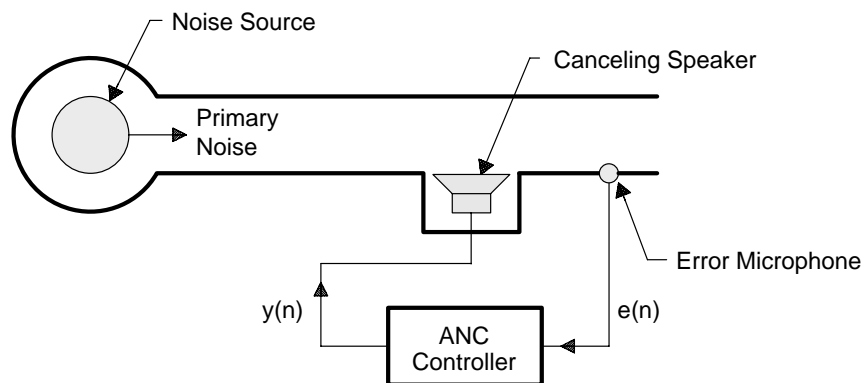 Noise Source
Canceling Speaker
Primary
Noise
Error Microphone
y(n)
e(n)
ANC
Controller